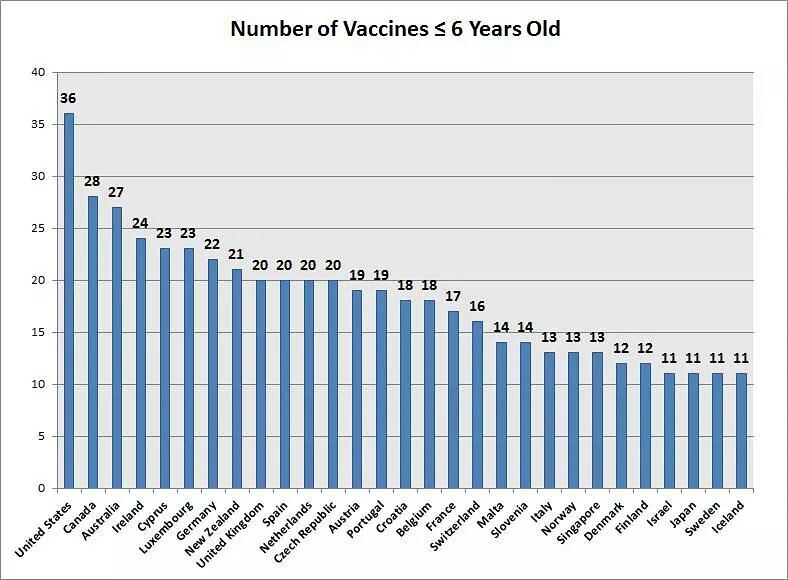 Number of Vaccines ≤ 6 Years Old
40
35
30
25
20
15
10
5
0
36
28
27
24
23
23
22
21
20
20
20
20
19
19
18
18
17
16
14
14
13
13
13
12
12
11
11
11
11
United States
Canada
Australia
Ireland
Cyprus
Luxembourg
Germany
New Zealand
United Kingdom
Spain
Netherlands
Czech Republic
Austria
Portugal
Croatia
Belgium
France
Switzerland
Malta
Slovenia
Italy
Norway
Singapore
Denmark
Finland
Israel
Japan
Sweden
Iceland